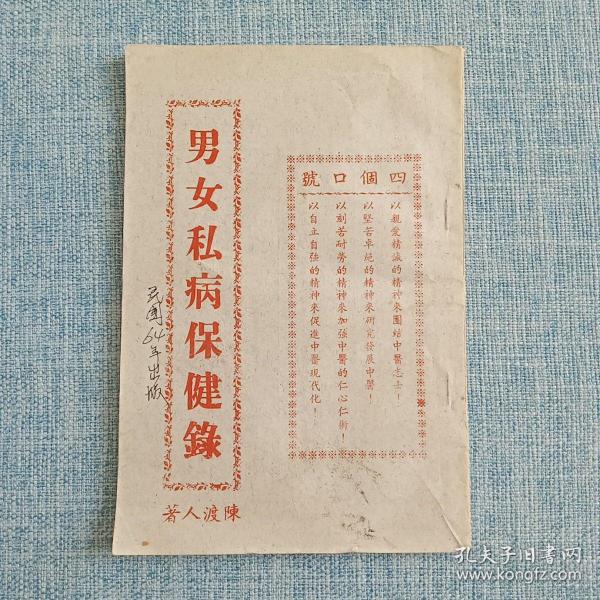 四個口號
以親愛精誠的精神來團結中醫志士！
以堅苦卓絕的精神來研究發展中醫！
以刻苦耐勞的精神來加强中醫的仁心仁術！
以自立自强的精神來促進中醫現代化！
男女私病保健錄
陳渡人著
民國64年出版
孔夫子旧書网
www.kongfz.com